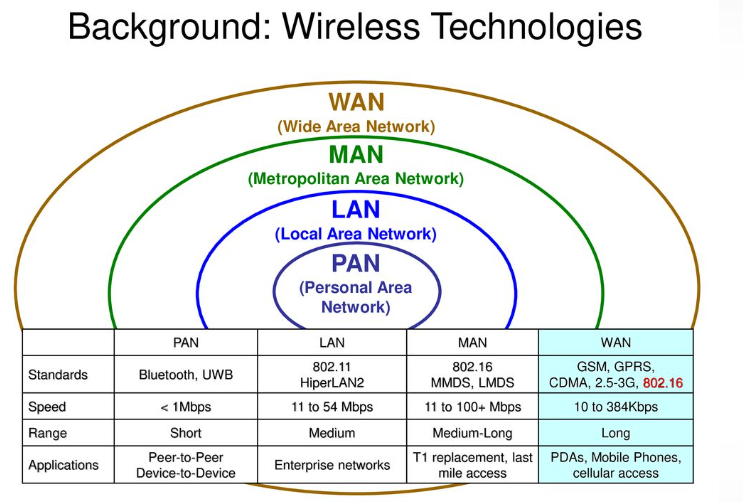 Background: Wireless Technologies
WAN
(Wide Area Network)
MAN
(Metropolitan Area Network)
LAN
(Local Area Network)
PAN
(Personal Area
Network)
PAN LAN MAN WAN
Standards Bluetooth, UWB 802.11 HiperLAN2 802.16 MMDS, LMDS GSM, GPRS, CDMA, 2.5-3G, 802.16
Speed < 1Mbps 11 to 54 Mbps 11 to 100+ Mbps 10 to 384Kbps
Range Short Medium Medium-Long Long
Applications Peer-to-Peer Device-to-Device Enterprise networks T1 replacement, last mile access PDAs, Mobile Phones, cellular access